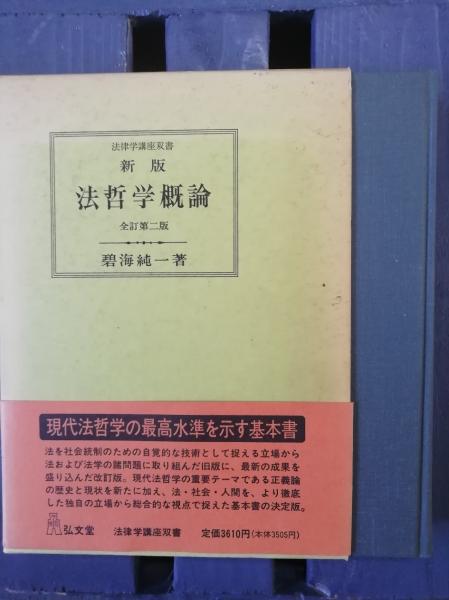 法律学講座双書
新版
法哲学概論
全訂第二版
碧海純一著
現代法哲学の最高水準を示す基本書
法を社会統制のための自覚的な技術として捉える立場から
法および法学の諸問題に取り組んだ旧版に、最新の成果を
盛り込んだ改訂版。現代法哲学の重要テーマである正義論
の歴史と現状を新たに加え、法・社会・人間を、より徹底
した独自の立場から総合的な視点で捉えた基本書の決定版。
弘文堂 法律学講座双書 定価3610円(本体3505円)